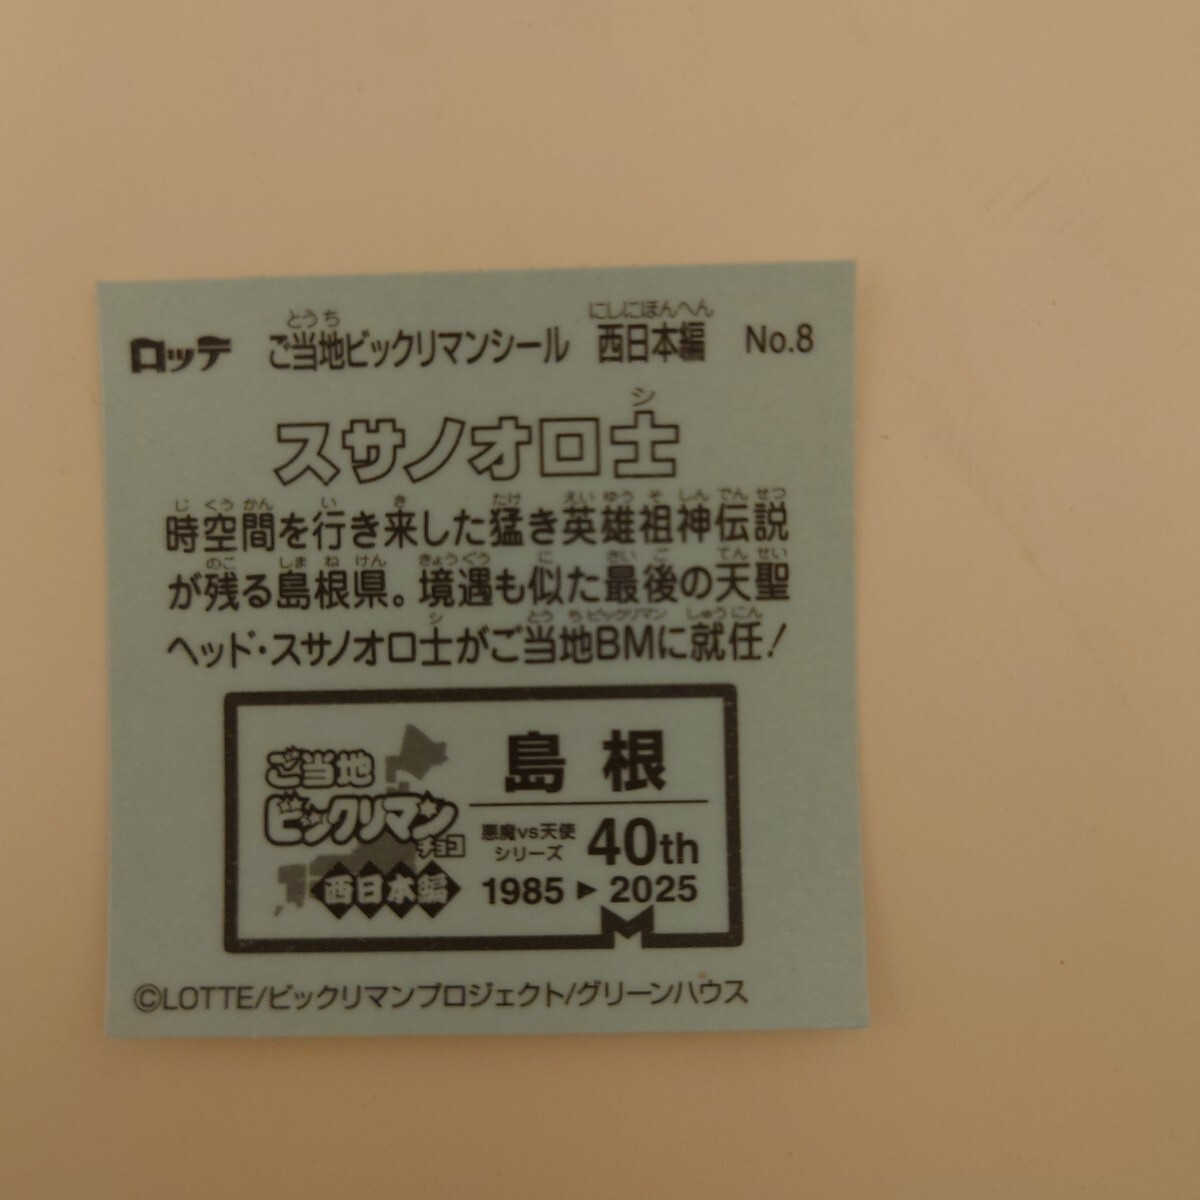 ロッテ ご当地ビックリマンシール 西日本編 No.8
スサノオロ士
時空間を行き来した猛き英雄祖神伝説
が残る島根県。境遇も似た最後の天聖
ヘッド・スサノオロ士がご当地BMに就任!
ご当地
ビックリマン
チョコ
西日本編
島根
悪魔vs天使
シリーズ
40th
1985 ▶ 2025
©LOTTE/ビックリマンプロジェクト/グリーンハウス